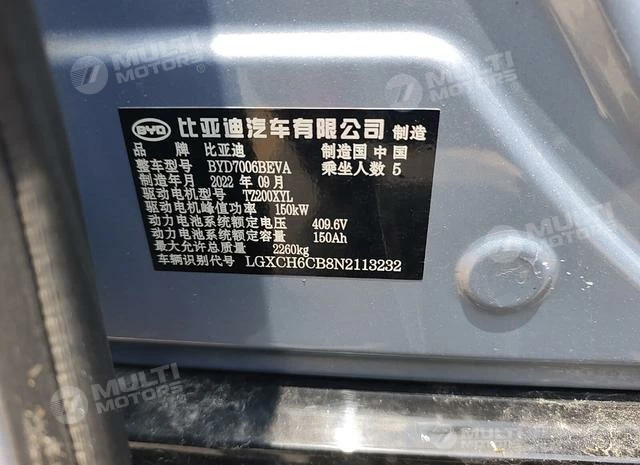 MULTI MOTORS
MULTI MOTORS
BYD 比亚迪汽车有限公司 制造
品牌 比亚迪 制造国 中国
整车型号 BYD7006BEVA 乘坐人数 5
制造年月 2022 年 09 月
驱动电机型号 TZ200XYL
驱动电机峰值功率 150kW
动力电池系统额定电压 409.6V
动力电池系统额定容量 150Ah
最大允许总质量 2260kg
车辆识别代号 LGXCH6CB8N2113232
MULTI MOTORS
MULTI MOTORS